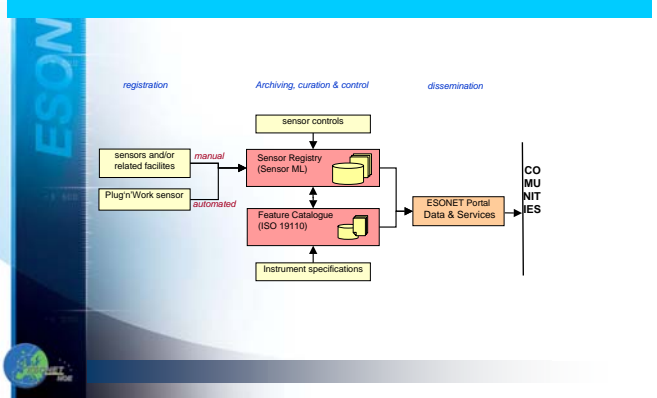 ESON
registration
Archiving, curation & control
dissemination
sensor controls
sensors and/or
related facilites
manual
Sensor Registry
(Sensor ML)
Plug'n'Work sensor
automated
Feature Catalogue
(ISO 19110)
ESONET Portal
Data & Services
CO
MU
NIT
IES
Instrument specifications
NOE